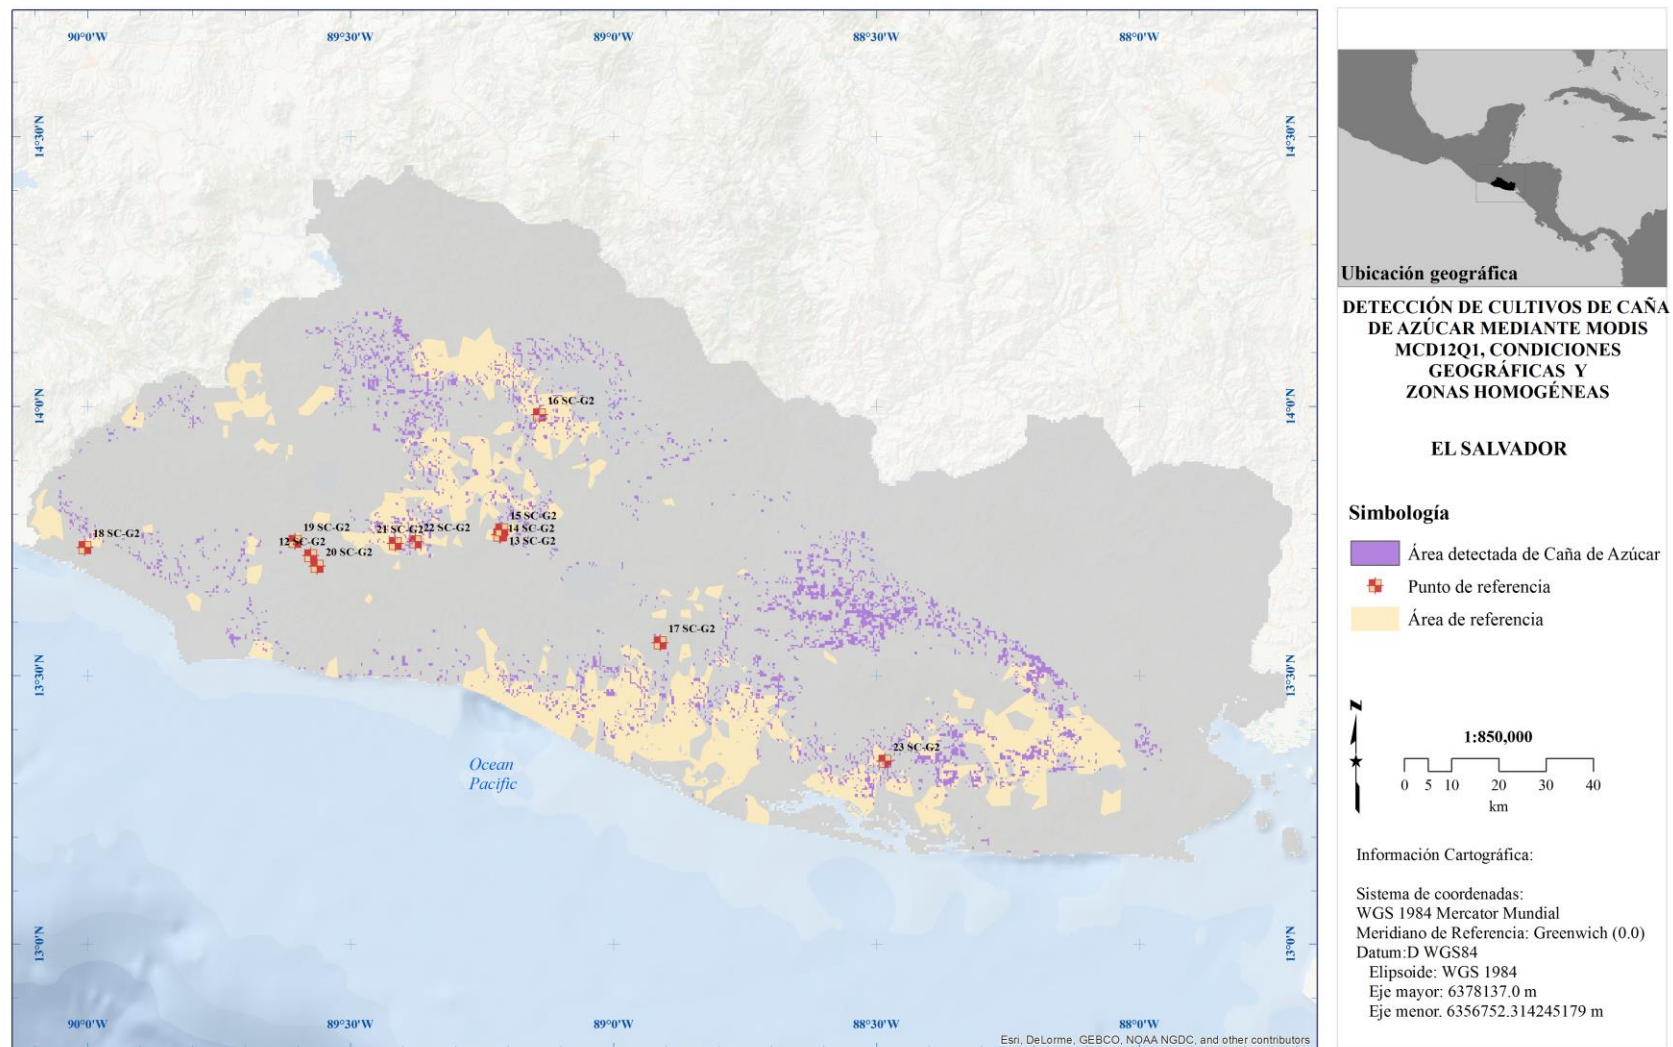 90°0'W 89°30'W 89°0'W 88°30'W 88°0'W
14°30'N 14°30'N
14°0'N 14°0'N
13°30'N 13°30'N
13°0'N 13°0'N
16 SC-G2
15 SC-G2
18 SC-G2
19 SC-G2
21 SC-G2
22 SC-G2
14 SC-G2
12 SC-G2
13 SC-G2
20 SC-G2
17 SC-G2
23 SC-G2
Ocean
Pacific
90°0'W 89°30'W 89°0'W 88°30'W 88°0'W
Esri, DeLorme, GEBCO, NOAA NGDC, and other contributors
Ubicación geográfica
DETECCIÓN DE CULTIVOS DE CAÑA
DE AZÚCAR MEDIANTE MODIS
MCD12Q1, CONDICIONES
GEOGRÁFICAS Y
ZONAS HOMOGÉNEAS
EL SALVADOR
Simbología
Área detectada de Caña de Azúcar
Punto de referencia
Área de referencia
N
1:850,000
0 5 10 20 30 40
km
Información Cartográfica:
Sistema de coordenadas:
WGS 1984 Mercator Mundial
Meridiano de Referencia: Greenwich (0.0)
Datum:D WGS84
Elipsoide: WGS 1984
Eje mayor: 6378137.0 m
Eje menor. 6356752.314245179 m